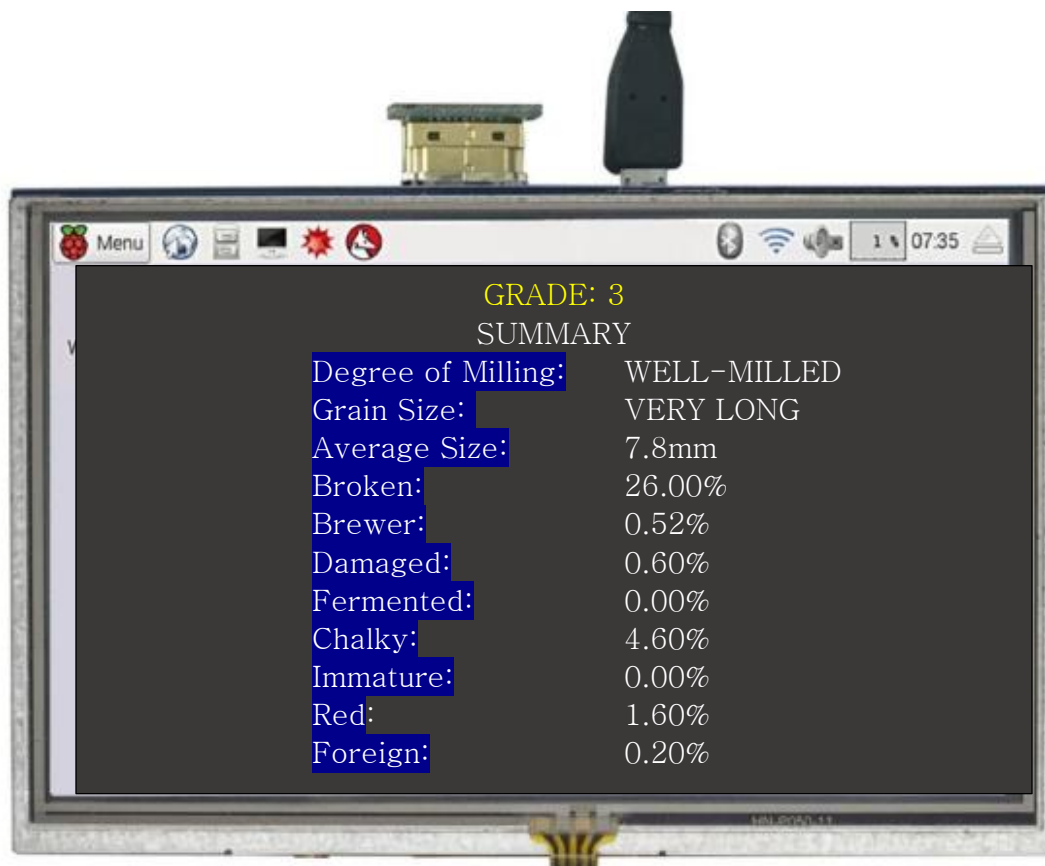 Menu 1 % 07:35
GRADE: 3
SUMMARY
Degree of Milling: WELL-MILLED
Grain Size: VERY LONG
Average Size: 7.8mm
Broken: 26.00%
Brewer: 0.52%
Damaged: 0.60%
Fermented: 0.00%
Chalky: 4.60%
Immature: 0.00%
Red: 1.60%
Foreign: 0.20%